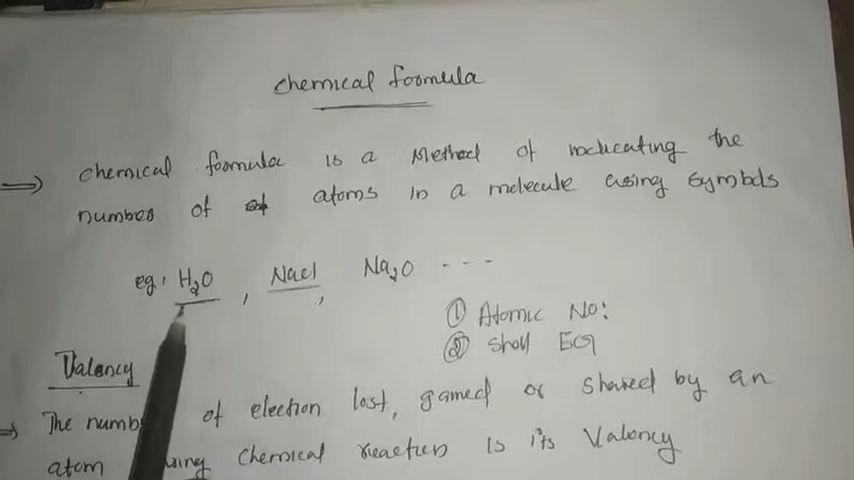 Chemical formula
⇒ Chemical formula is a Method of indicating the
number of atoms in a molecule using symbols
eg: H₂O, NaCl, Na₂O ---
① Atomic No:
② Shell
Valency
⇒ The numb of electron lost, gained or shared by an
atom chemical reaction is its Valency